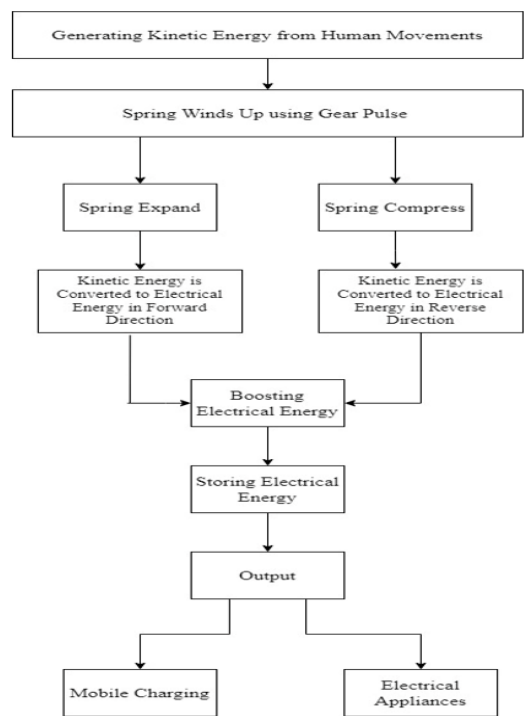 Generating Kinetic Energy from Human Movements
Spring Winds Up using Gear Pulse
Spring Expand
Spring Compress
Kinetic Energy is
Converted to Electrical
Energy in Forward
Direction
Kinetic Energy is
Converted to Electrical
Energy in Reverse
Direction
Boosting
Electrical Energy
Storing Electrical
Energy
Output
Mobile Charging
Electrical
Appliances